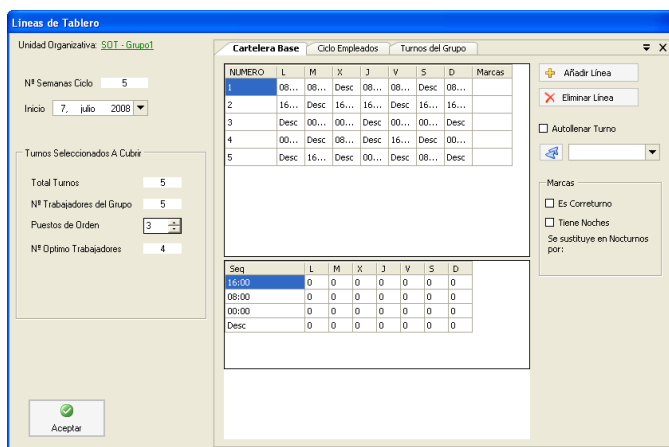 Líneas de Tablero
Unidad Organizativa: SOT - Grupo1
Nº Semanas Ciclo 5
Inicio 7, julio 2008
Turnos Seleccionados A Cubrir
Total Turnos 5
Nº Trabajadores del Grupo 5
Puestos de Orden 3
Nº Optimo Trabajadores 4
Aceptar
Cartelera Base Ciclo Empleados Turnos del Grupo
NUMERO L M X J V S D Marcas
1 08... 08... Desc 08... 08... Desc 08...
2 16... Desc 16... 16... Desc 16... 16...
3 Desc 00... 00... Desc 00... 00... Desc
4 00... Desc 08... Desc 16... Desc 00...
5 Desc 16... Desc 00... Desc 08... Desc
Seq L M X J V S D
16:00 0 0 0 0 0 0 0
08:00 0 0 0 0 0 0 0
00:00 0 0 0 0 0 0 0
Desc 0 0 0 0 0 0 0
Añadir Línea
Eliminar Línea
Autollenar Turno
Marcas
Es Correturno
Tiene Noches
Se sustituye en Nocturnos
por: